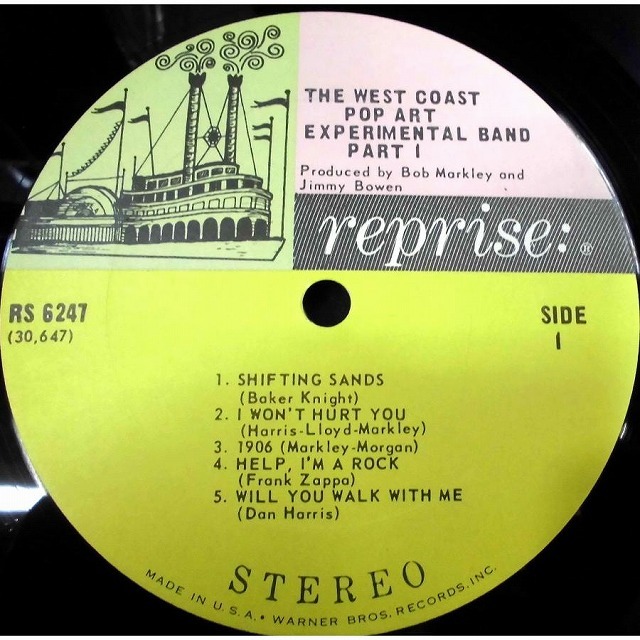 THE WEST COAST
POP ART
EXPERIMENTAL BAND
PART I
Produced by Bob Markley and
Jimmy Bowen
reprise:®
RS 6247
(30,647)
SIDE
1
1. SHIFTING SANDS
(Baker Knight)
2. I WON'T HURT YOU
(Harris-Lloyd-Markley)
3. 1906 (Markley-Morgan)
4. HELP, I'M A ROCK
(Frank Zappa)
5. WILL YOU WALK WITH ME
(Dan Harris)
STEREO
MADE IN U.S.A. • WARNER BROS. RECORDS, INC.